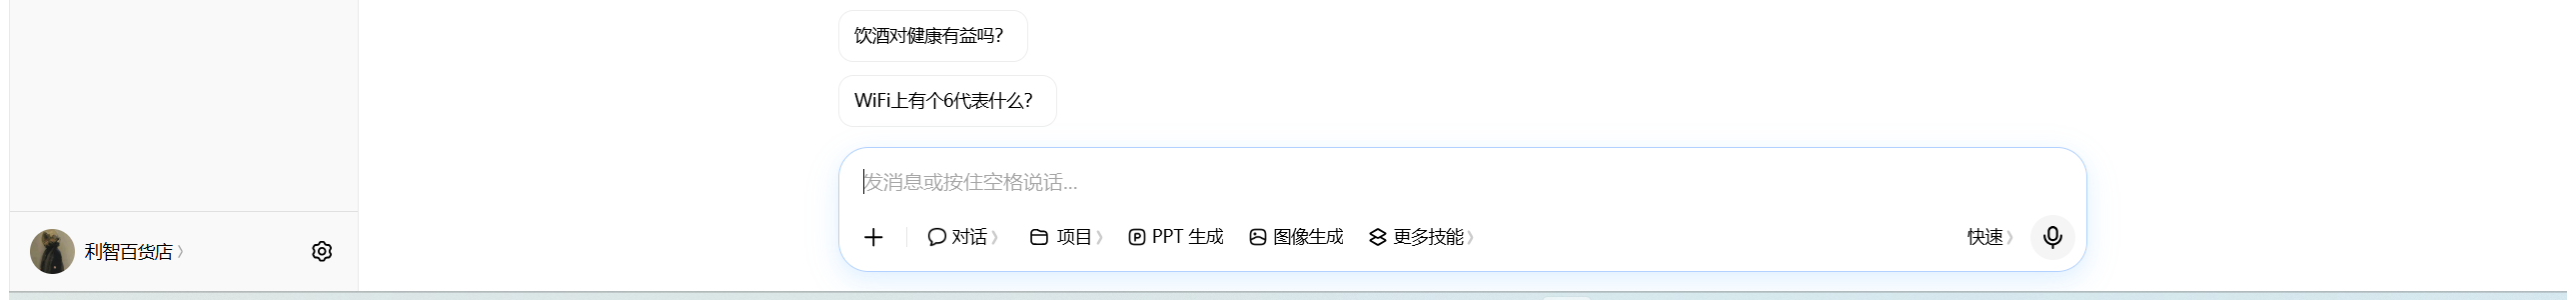 饮酒对健康有益吗?
WiFi上有个6代表什么?
发消息或按住空格说话...
对话 项目 PPT 生成 图像生成 更多技能 快速
利智百货店